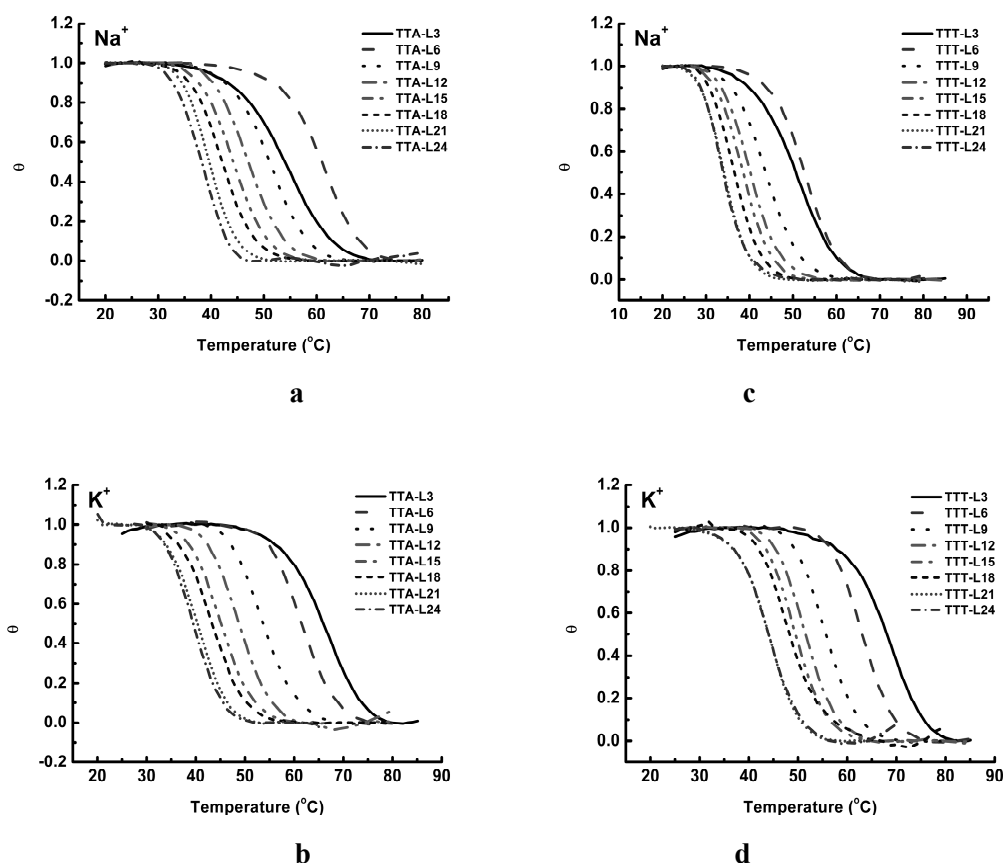 Na+
1.2
1.0
0.8
0.6
0.4
0.2
0.0
-0.2
θ
20 30 40 50 60 70 80
Temperature (°C)
TTA-L3
TTA-L6
TTA-L9
TTA-L12
TTA-L15
TTA-L18
TTA-L21
TTA-L24
a
Na+
1.2
1.0
0.8
0.6
0.4
0.2
0.0
θ
10 20 30 40 50 60 70 80 90
Temperature (°C)
TTT-L3
TTT-L6
TTT-L9
TTT-L12
TTT-L15
TTT-L18
TTT-L21
TTT-L24
c
K+
1.2
1.0
0.8
0.6
0.4
0.2
0.0
-0.2
θ
20 30 40 50 60 70 80 90
Temperature (°C)
TTA-L3
TTA-L6
TTA-L9
TTA-L12
TTA-L15
TTA-L18
TTA-L21
TTA-L24
b
K+
1.2
1.0
0.8
0.6
0.4
0.2
0.0
θ
20 30 40 50 60 70 80 90
Temperature (°C)
TTT-L3
TTT-L6
TTT-L9
TTT-L12
TTT-L15
TTT-L18
TTT-L21
TTT-L24
d